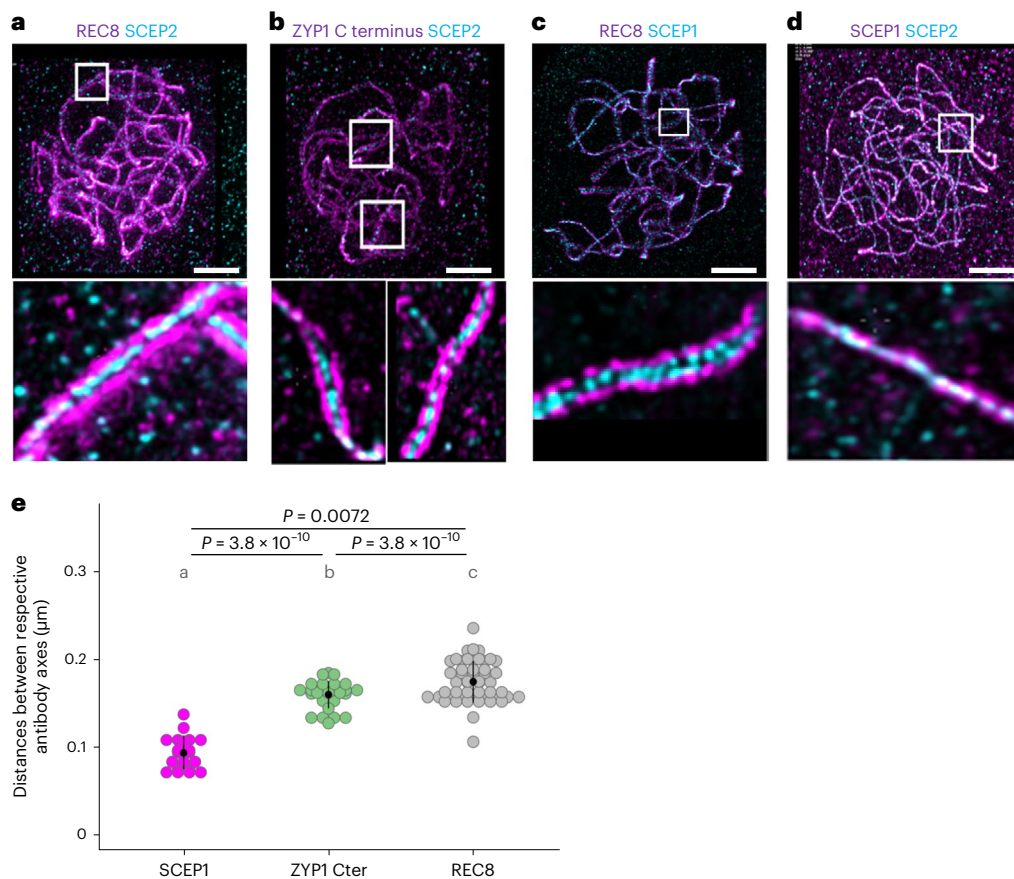 a
REC8 SCEP2
b
ZYP1 C terminus SCEP2
c
REC8 SCEP1
d
SCEP1 SCEP2
e
P = 0.0072
P = 3.8 × 10⁻¹⁰ P = 3.8 × 10⁻¹⁰
a b c
Distances between respective
antibody axes (μm)
0.3
0.2
0.1
0
SCEP1 ZYP1 Cter REC8